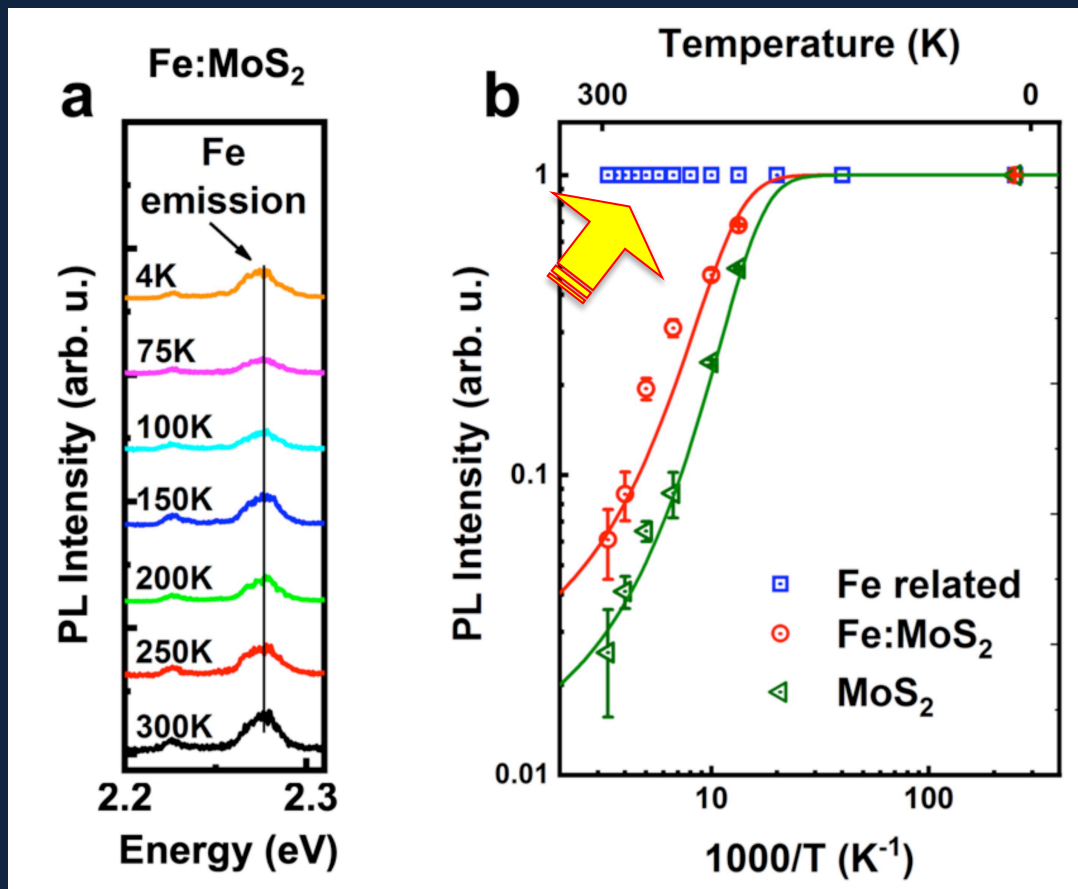 Fe:MoS₂
a
Fe
emission
4K
75K
100K
150K
200K
250K
300K
2.2
2.3
Energy (eV)
PL Intensity (arb. u.)
b
Temperature (K)
300
0
1
0.1
0.01
PL Intensity (arb. u.)
Fe related
Fe:MoS₂
MoS₂
10
100
1000/T (K⁻¹)